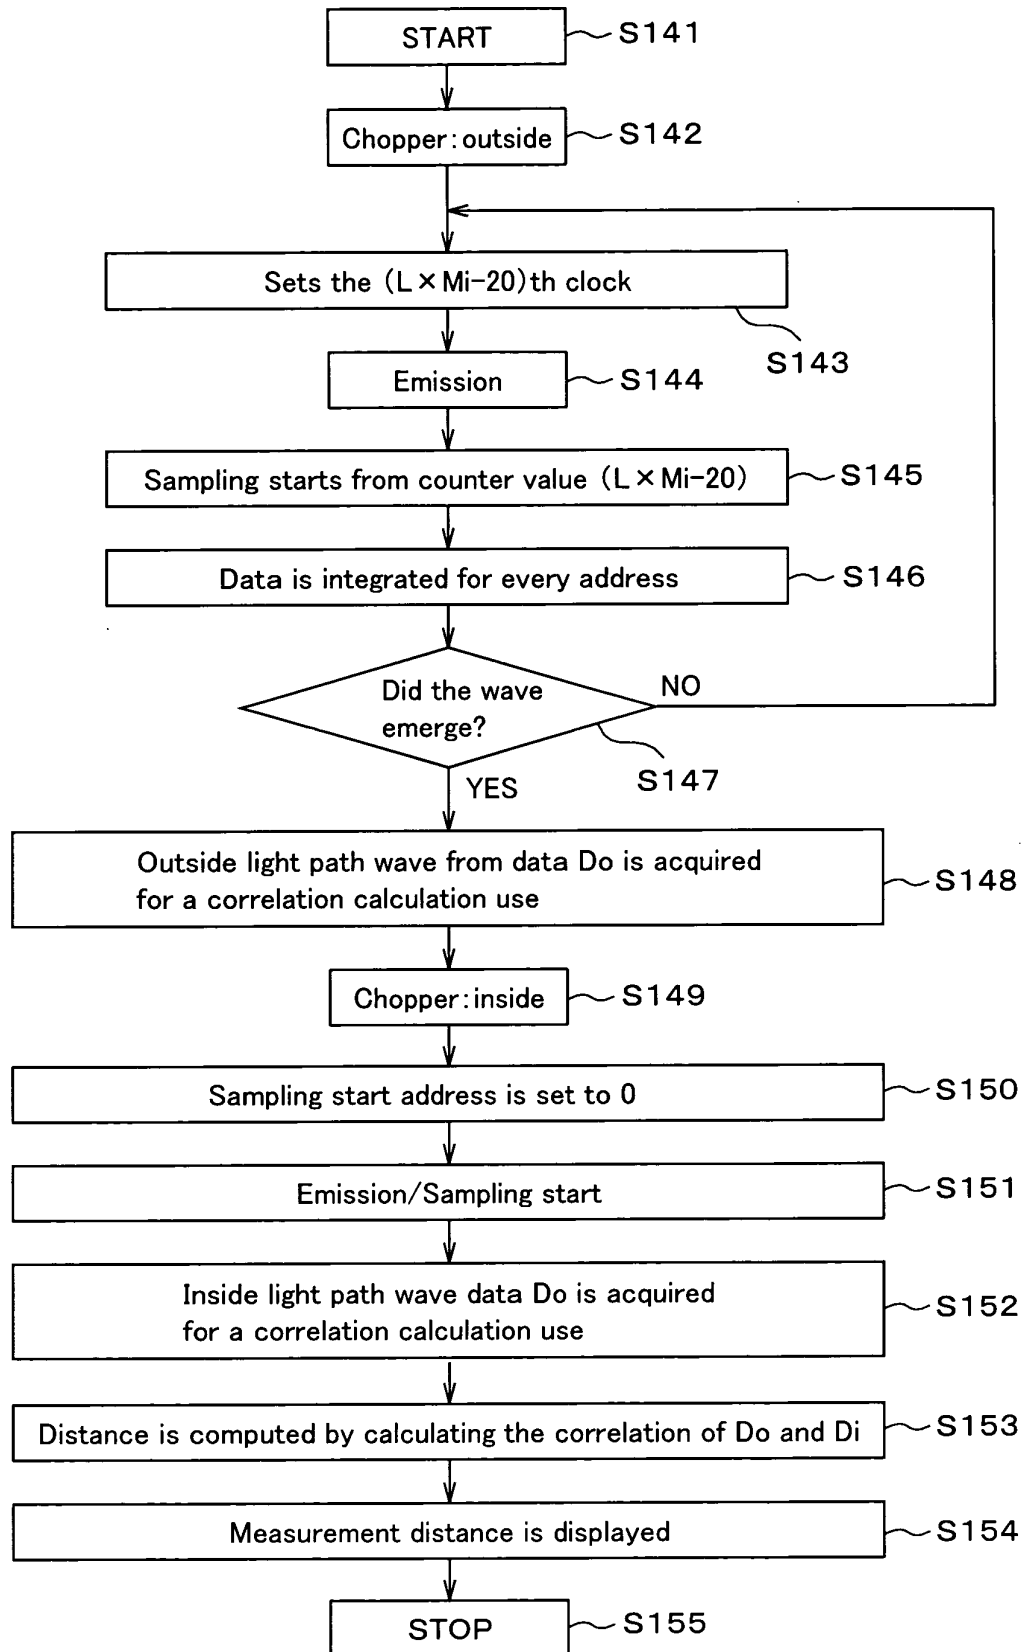 START
S141
Chopper:outside
S142
Sets the (L×Mi-20)th clock
S143
Emission
S144
Sampling starts from counter value (L×Mi-20)
S145
Data is integrated for every address
S146
Did the wave
emerge?
NO
S147
YES
Outside light path wave from data Do is acquired
for a correlation calculation use
S148
Chopper:inside
S149
Sampling start address is set to 0
S150
Emission/Sampling start
S151
Inside light path wave data Do is acquired
for a correlation calculation use
S152
Distance is computed by calculating the correlation of Do and Di
S153
Measurement distance is displayed
S154
STOP
S155